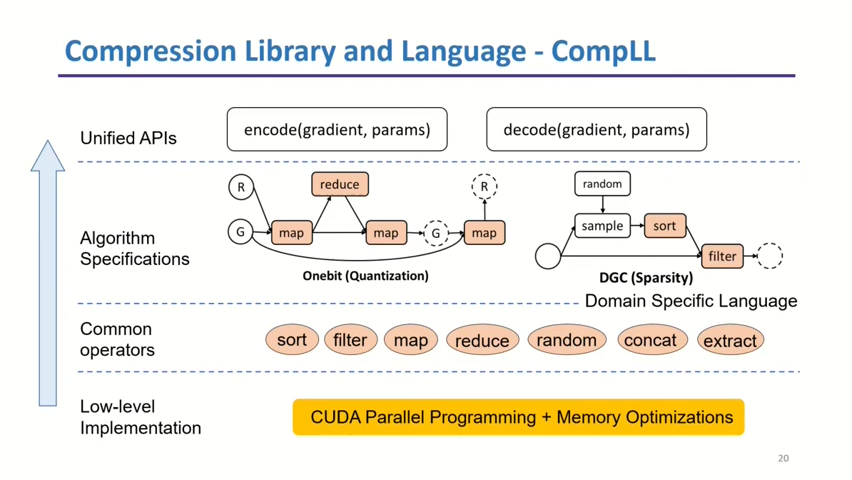 Compression Library and Language - CompLL
Unified APIs
encode(gradient, params)
decode(gradient, params)
Algorithm
Specifications
R
reduce
R
G
map
map
G
map
Onebit (Quantization)
random
sample
sort
filter
DGC (Sparsity)
Domain Specific Language
Common
operators
sort
filter
map
reduce
random
concat
extract
Low-level
Implementation
CUDA Parallel Programming + Memory Optimizations
20